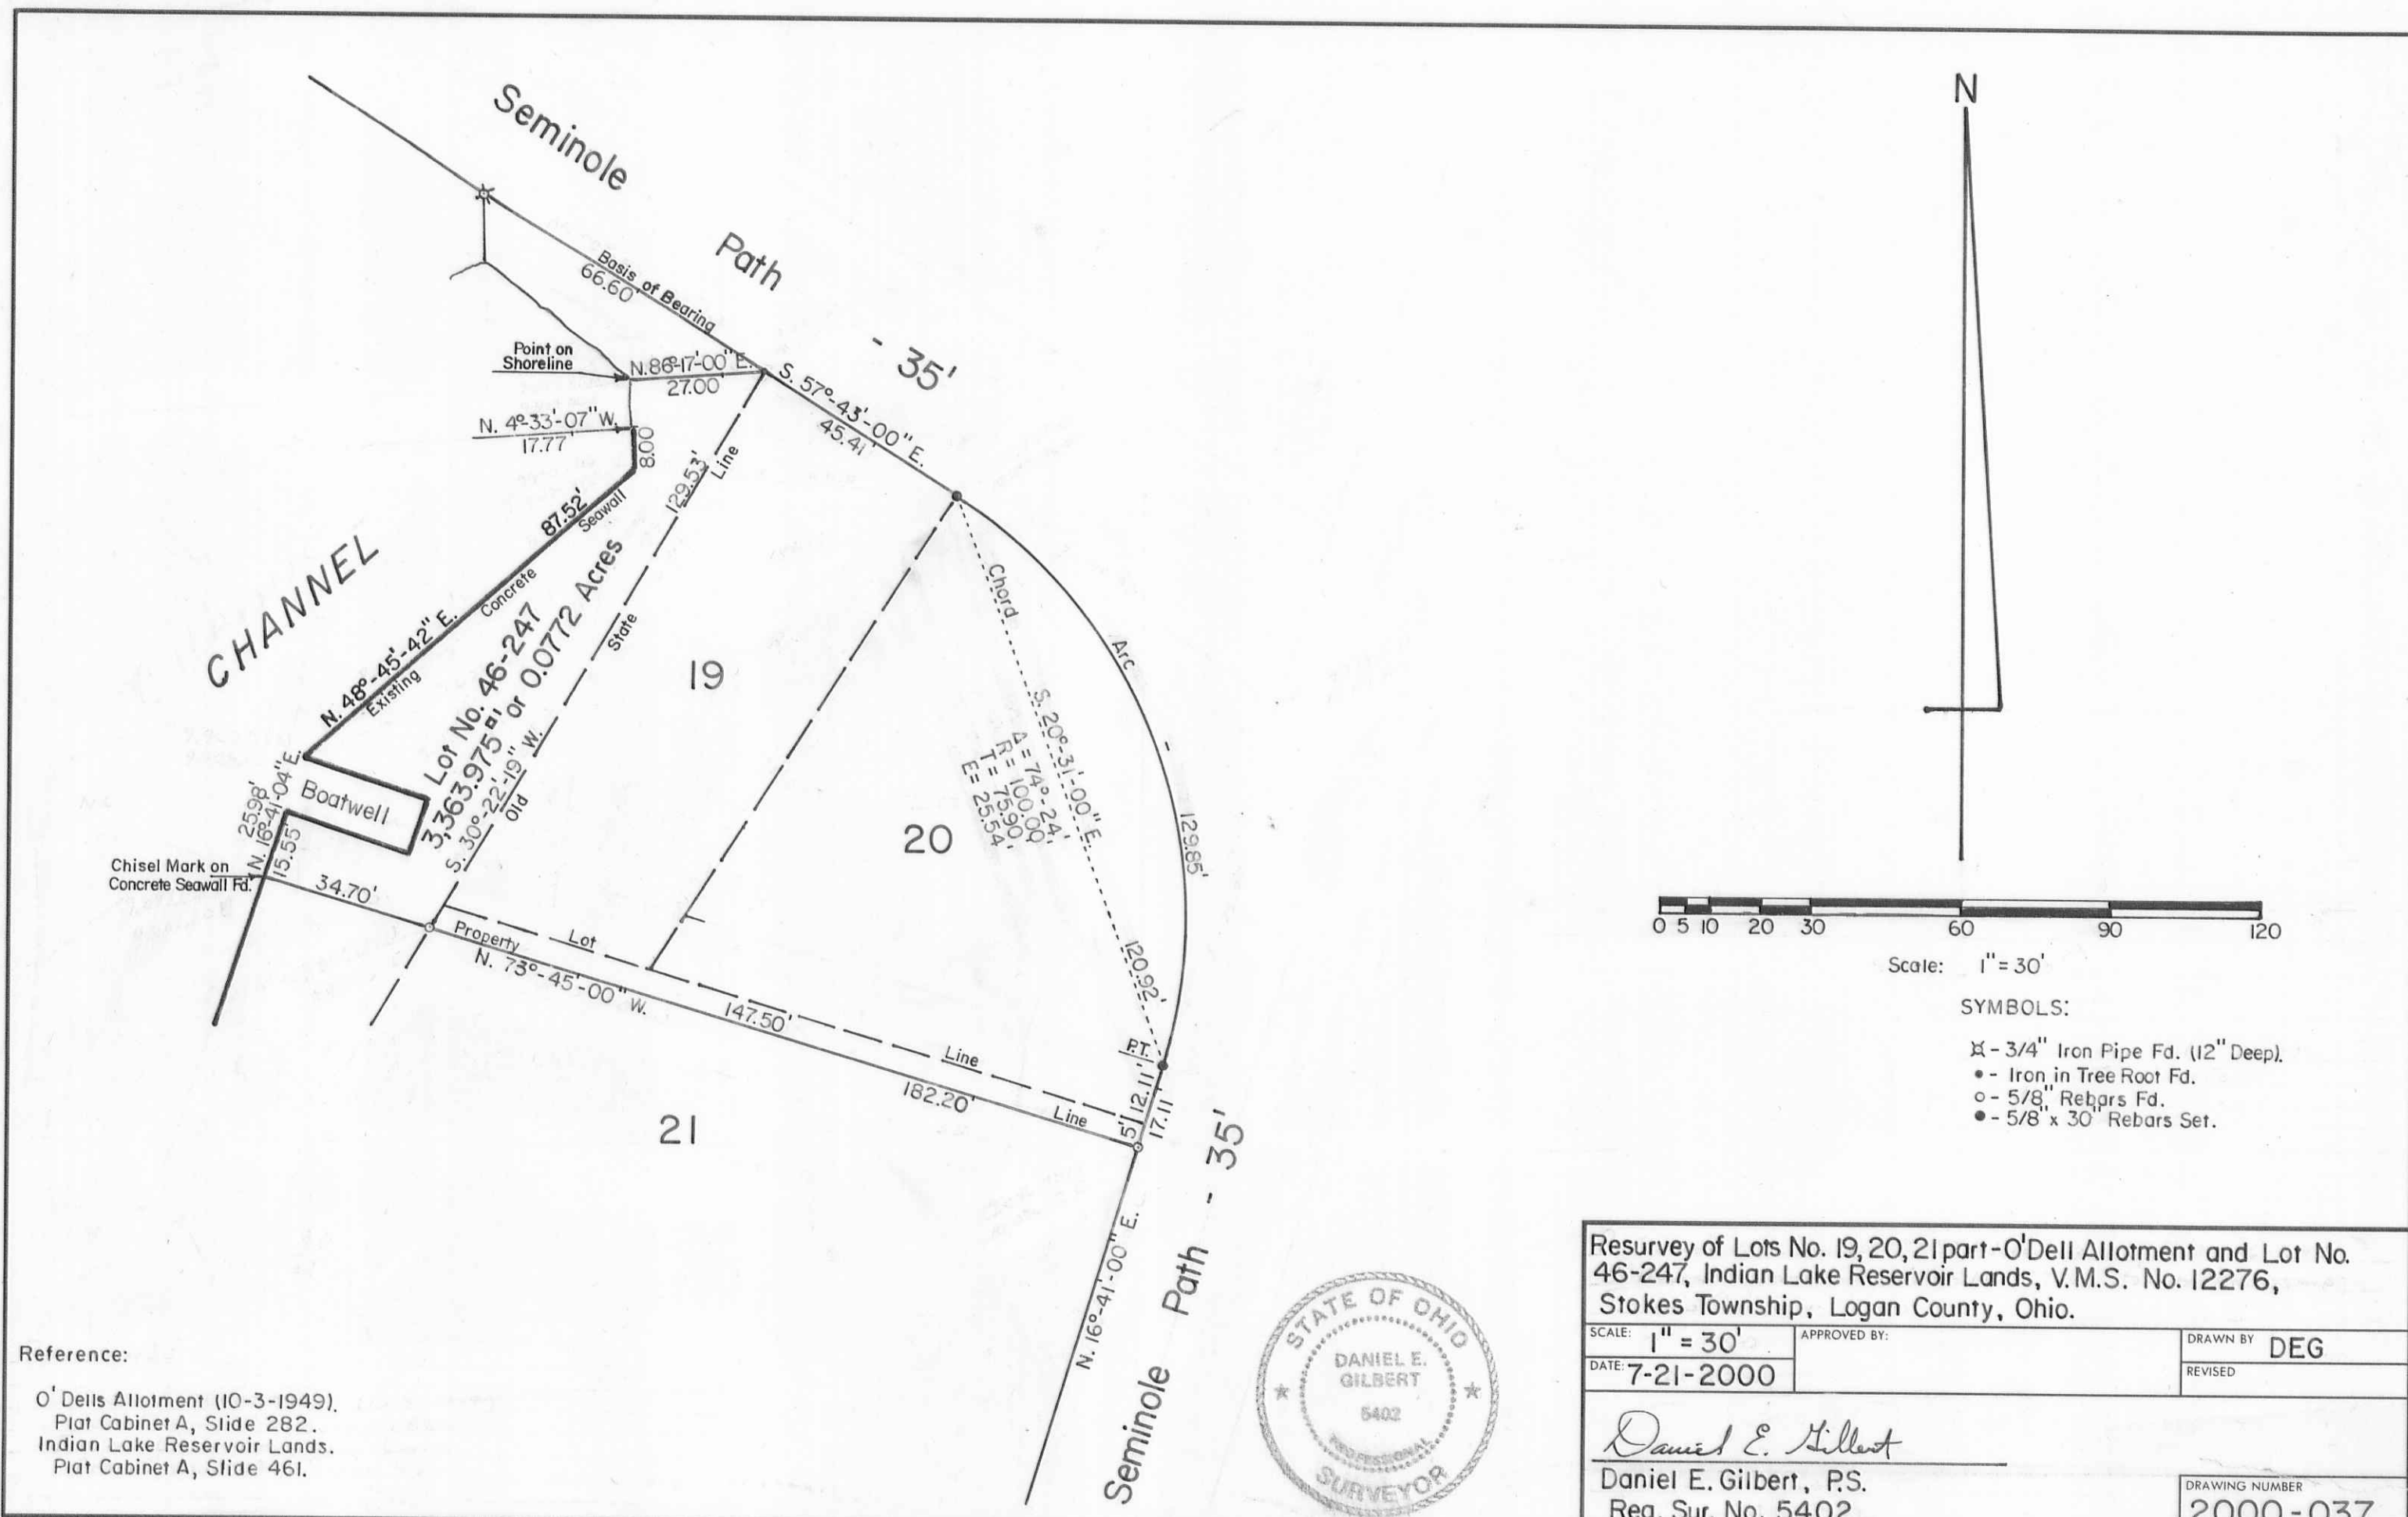 Seminole
Path
- 35'
N
Basis of Bearing
66.60'
Point on
Shoreline
N.86°-17'-00" E.
27.00'
S. 57°-43'-00" E.
45.41'
N. 4°-33'-07" W.
17.77'
8.00
129.53'
Line
87.52'
Seawall
Concrete
CHANNEL
N. 48°-45'-42" E.
Existing
Lot No. 46-247
3,363.975 or 0.0772 Acres
State
S. 30°-22'-19" W.
Old
19
Chord
Arc - 129.85'
S. 20°-31'-00" E.
120.92'
Δ = 74°-24'
R = 100.00'
T = 75.90'
E = 25.54'
20
Boatwell
25.98'
N. 16°-41'-04" E.
15.55'
Chisel Mark on
Concrete Seawall Fd.
34.70'
Lot Line
Property Line
N. 73°-45'-00" W.
147.50'
182.20'
P.T.
12.11'
5'
17.11'
21
N. 16°-41'-00" E.
Seminole Path - 35'
0 5 10 20 30 60 90 120
Scale: 1" = 30'
SYMBOLS:
- 3/4" Iron Pipe Fd. (12" Deep).
• - Iron in Tree Root Fd.
o - 5/8" Rebars Fd.
● - 5/8" x 30" Rebars Set.
Reference:
O'Dells Allotment (10-3-1949).
Plat Cabinet A, Slide 282.
Indian Lake Reservoir Lands.
Plat Cabinet A, Slide 461.
STATE OF OHIO
DANIEL E.
GILBERT
5402
PROFESSIONAL
SURVEYOR
Resurvey of Lots No. 19, 20, 21 part-O'Dell Allotment and Lot No.
46-247, Indian Lake Reservoir Lands, V.M.S. No. 12276,
Stokes Township, Logan County, Ohio.
SCALE: 1" = 30'
APPROVED BY:
DRAWN BY DEG
DATE: 7-21-2000
REVISED
Daniel E. Gilbert
Daniel E. Gilbert, P.S.
Reg. Sur. No. 5402
DRAWING NUMBER
2000-037